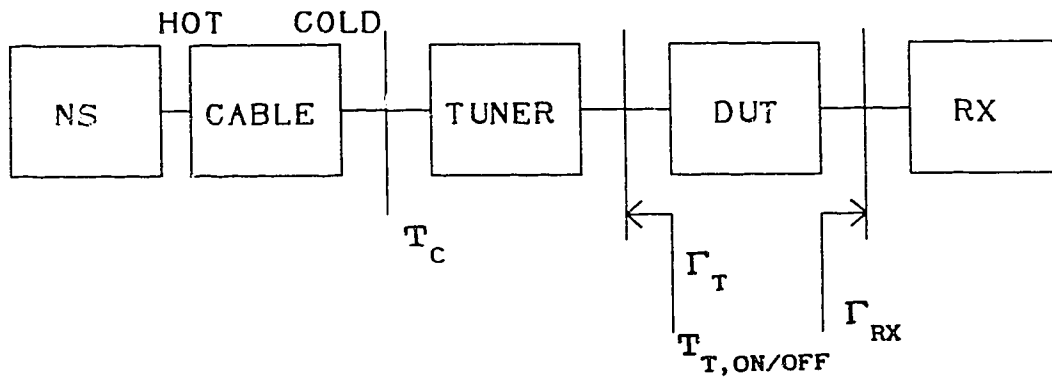 HOT COLD
NS CABLE TUNER DUT RX
T_C
Γ_T
Γ_RX
T_T,ON/OFF